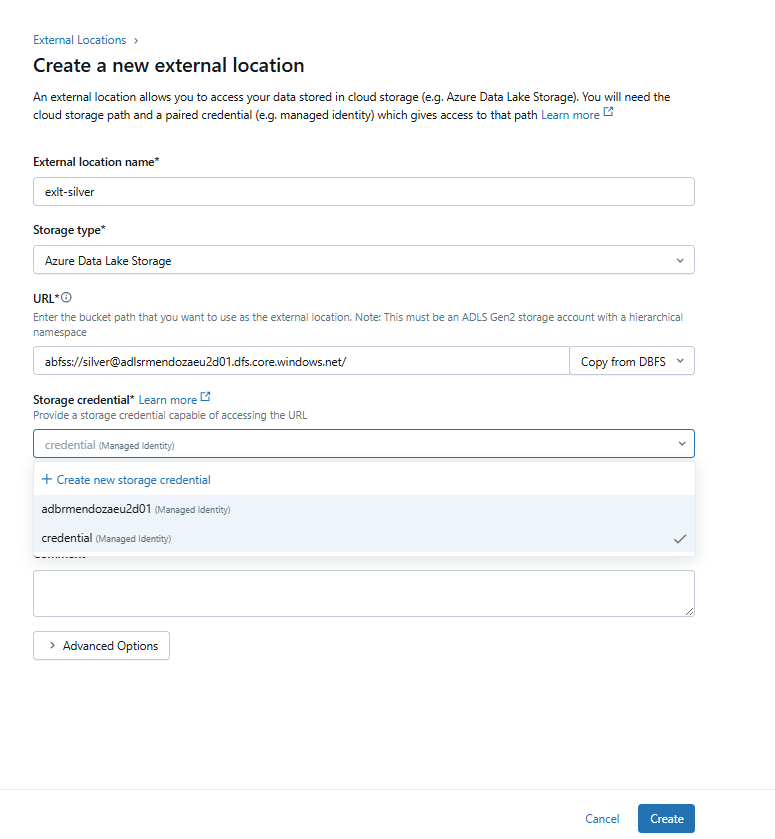 External Locations >
Create a new external location
An external location allows you to access your data stored in cloud storage (e.g. Azure Data Lake Storage). You will need the
cloud storage path and a paired credential (e.g. managed identity) which gives access to that path Learn more
External location name*
exlt-silver
Storage type*
Azure Data Lake Storage
URL*
Enter the bucket path that you want to use as the external location. Note: This must be an ADLS Gen2 storage account with a hierarchical
namespace
abfss://silver@adlsrmendozaeu2d01.dfs.core.windows.net/ Copy from DBFS
Storage credential* Learn more
Provide a storage credential capable of accessing the URL
credential (Managed Identity)
+ Create new storage credential
adbrmendozaeu2d01 (Managed Identity)
credential (Managed Identity)
Comment
> Advanced Options
Cancel Create